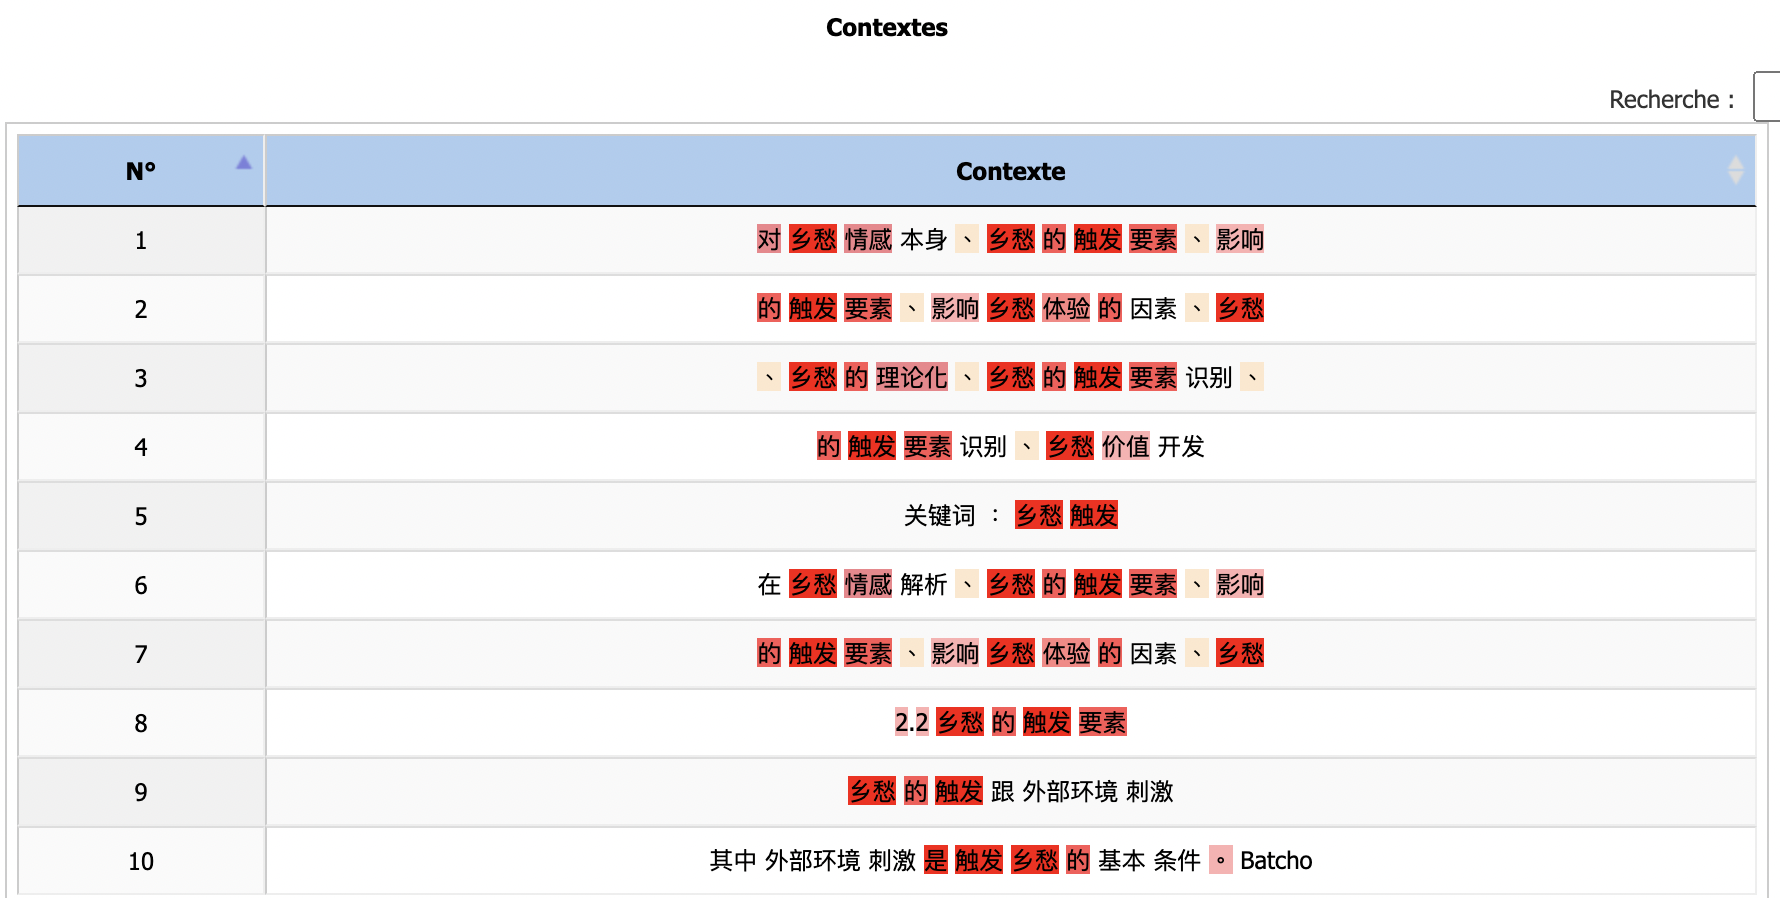 Contextes
Recherche :
N° Contexte
1 对 乡愁 情感 本身 、 乡愁 的 触发 要素 、 影响
2 的 触发 要素 、 影响 乡愁 体验 的 因素 、 乡愁
3 、 乡愁 的 理论化 、 乡愁 的 触发 要素 识别 、
4 的 触发 要素 识别 、 乡愁 价值 开发
5 关键词 ： 乡愁 触发
6 在 乡愁 情感 解析 、 乡愁 的 触发 要素 、 影响
7 的 触发 要素 、 影响 乡愁 体验 的 因素 、 乡愁
8 2.2 乡愁 的 触发 要素
9 乡愁 的 触发 跟 外部环境 刺激
10 其中 外部环境 刺激 是 触发 乡愁 的 基本 条件 。 Batcho